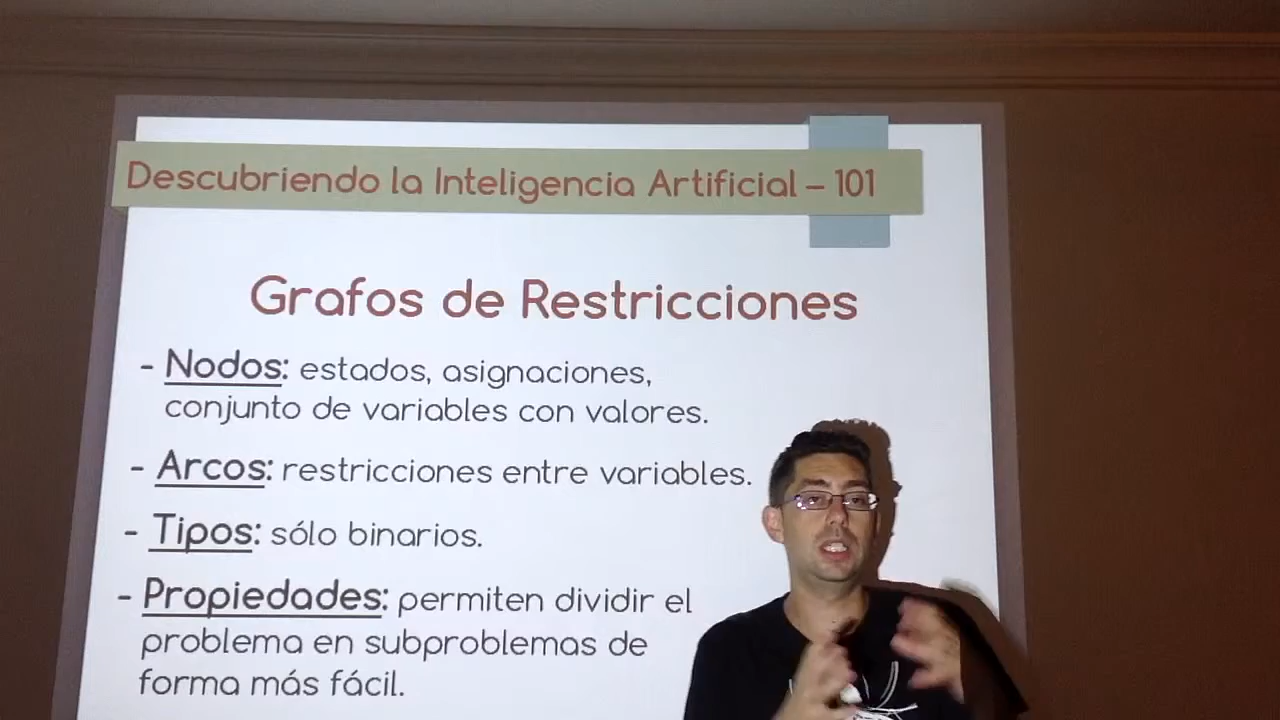 Descubriendo la Inteligencia Artificial – 101
Grafos de Restricciones
- Nodos: estados, asignaciones,
conjunto de variables con valores.
- Arcos: restricciones entre variables.
- Tipos: sólo binarios.
- Propiedades: permiten dividir el
problema en subproblemas de
forma más fácil.